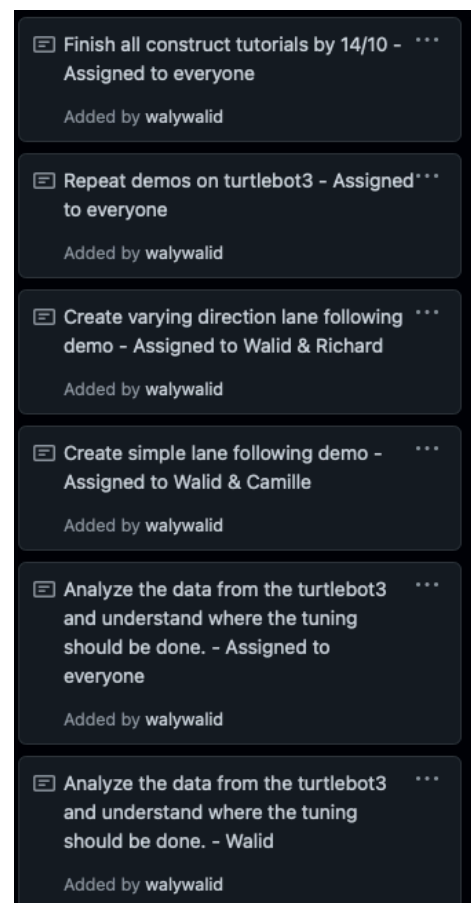 Finish all construct tutorials by 14/10 -
Assigned to everyone
Added by walywalid
Repeat demos on turtlebot3 - Assigned
to everyone
Added by walywalid
Create varying direction lane following
demo - Assigned to Walid & Richard
Added by walywalid
Create simple lane following demo -
Assigned to Walid & Camille
Added by walywalid
Analyze the data from the turtlebot3
and understand where the tuning
should be done. - Assigned to
everyone
Added by walywalid
Analyze the data from the turtlebot3
and understand where the tuning
should be done. - Walid
Added by walywalid